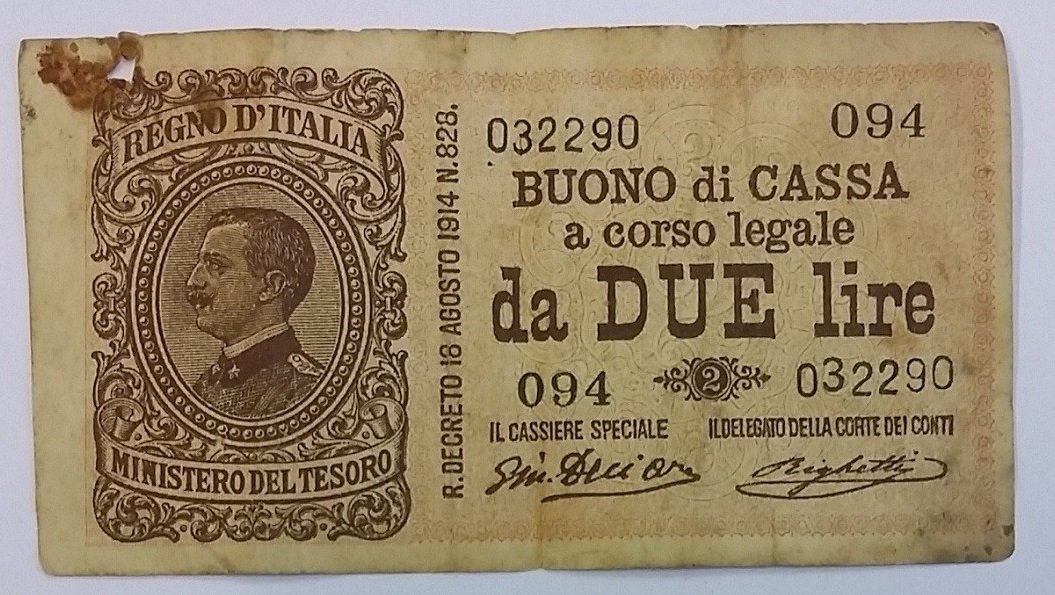 REGNO D'ITALIA
MINISTERO DEL TESORO
R. DECRETO 18 AGOSTO 1914 N. 828.
032290 094
BUONO di CASSA
a corso legale
da DUE lire
094 2 032290
IL CASSIERE SPECIALE IL DELEGATO DELLA CORTE DEI CONTI
Righetti